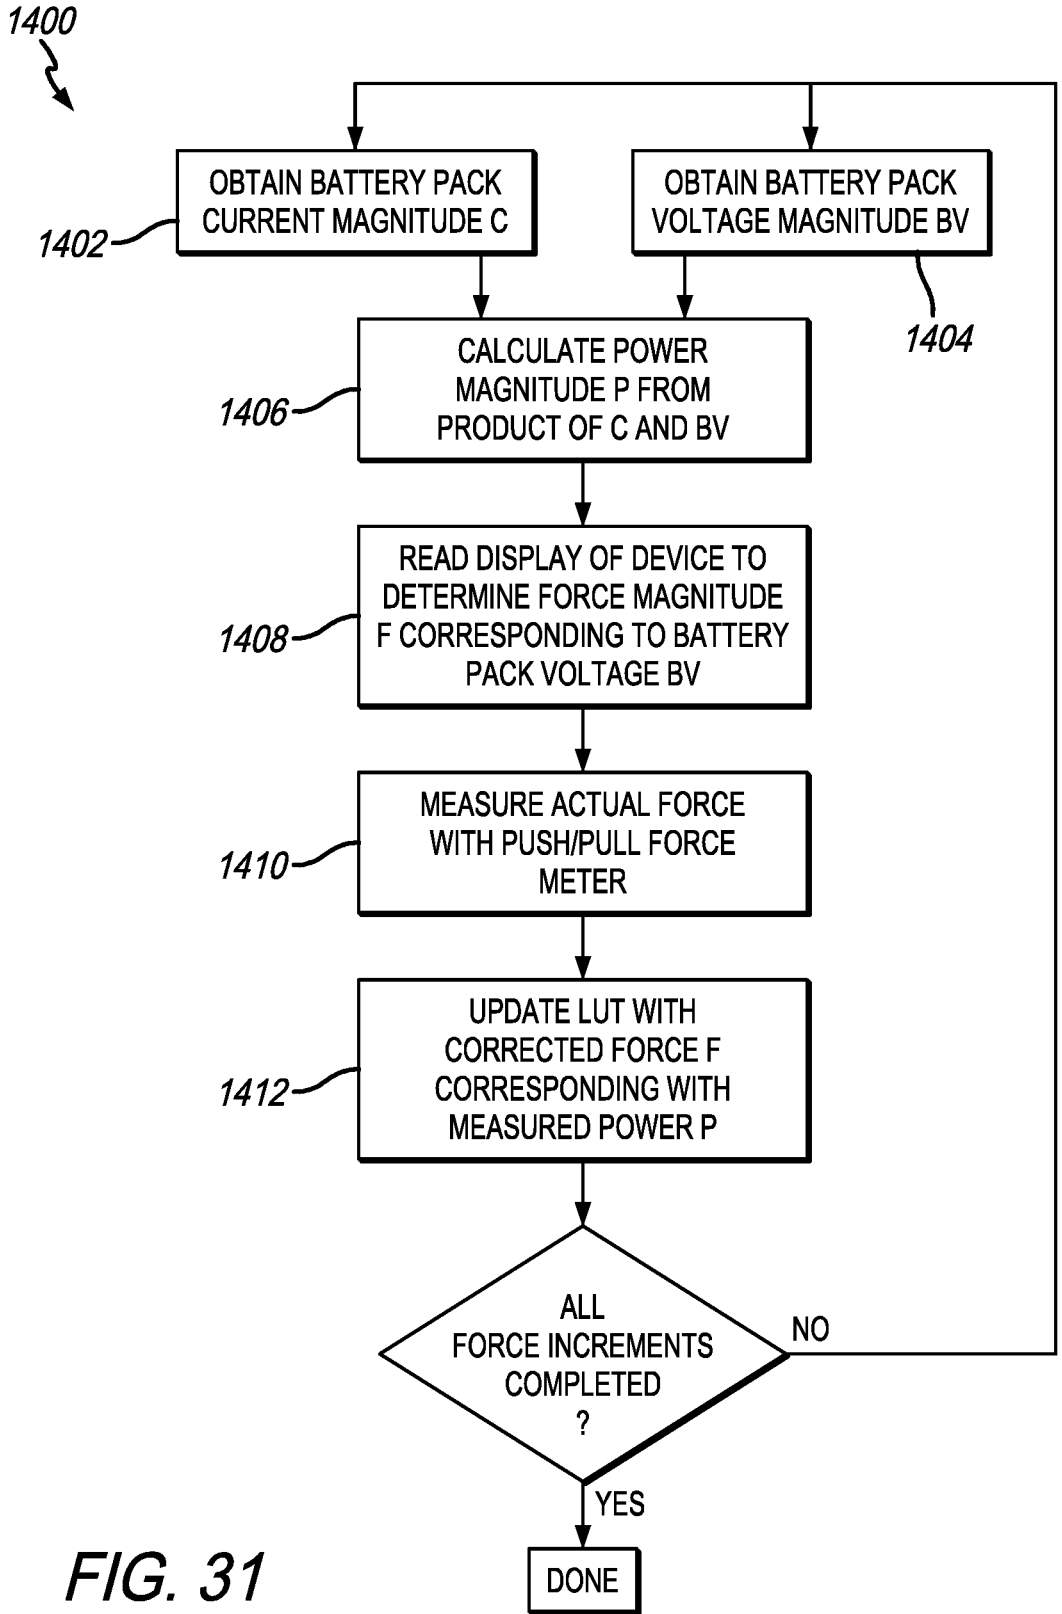 1400
OBTAIN BATTERY PACK
CURRENT MAGNITUDE C
1402
OBTAIN BATTERY PACK
VOLTAGE MAGNITUDE BV
1404
CALCULATE POWER
MAGNITUDE P FROM
PRODUCT OF C AND BV
1406
READ DISPLAY OF DEVICE TO
DETERMINE FORCE MAGNITUDE
F CORRESPONDING TO BATTERY
PACK VOLTAGE BV
1408
MEASURE ACTUAL FORCE
WITH PUSH/PULL FORCE
METER
1410
UPDATE LUT WITH
CORRECTED FORCE F
CORRESPONDING WITH
MEASURED POWER P
1412
ALL
FORCE INCREMENTS
COMPLETED
?
NO
YES
DONE
FIG. 31